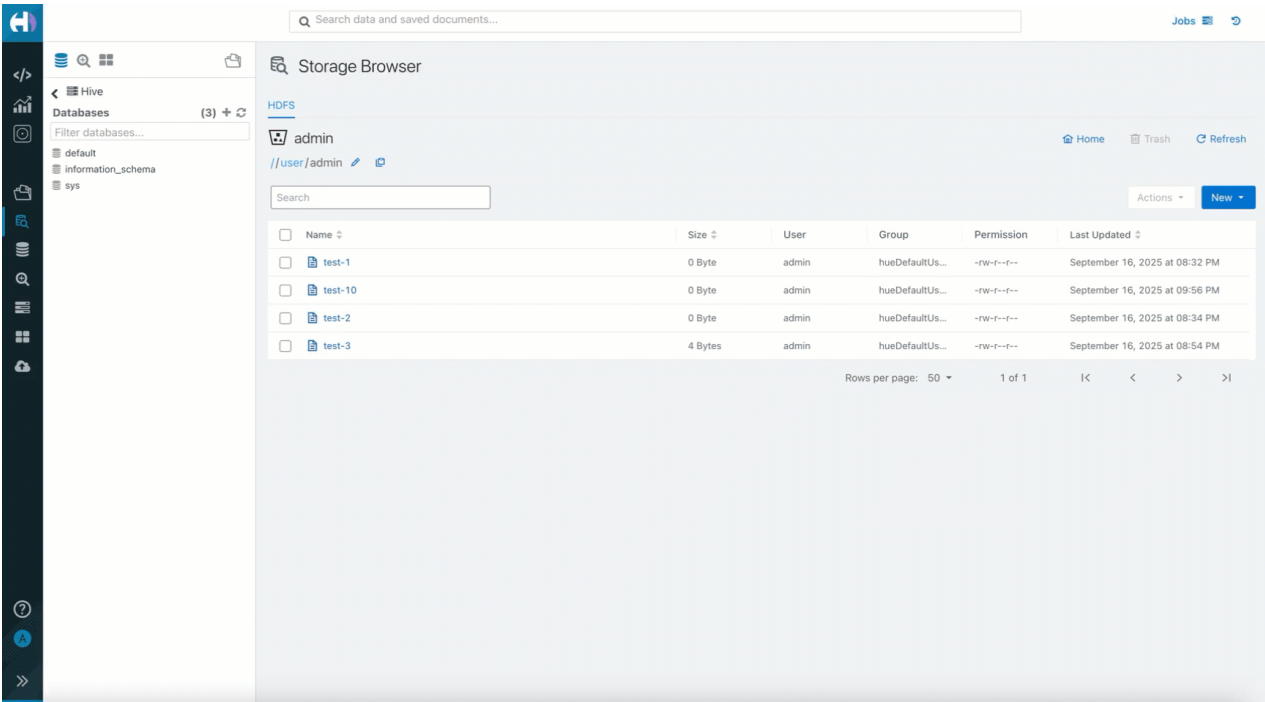 Search data and saved documents...
Jobs
Storage Browser
Hive
Databases (3)
Filter databases...
default
information_schema
sys
HDFS
admin
Home Trash Refresh
//user/admin
Search
Actions New
Name Size User Group Permission Last Updated
test-1 0 Byte admin hueDefaultUs... -rw-r--r-- September 16, 2025 at 08:32 PM
test-10 0 Byte admin hueDefaultUs... -rw-r--r-- September 16, 2025 at 09:56 PM
test-2 0 Byte admin hueDefaultUs... -rw-r--r-- September 16, 2025 at 08:34 PM
test-3 4 Bytes admin hueDefaultUs... -rw-r--r-- September 16, 2025 at 08:54 PM
Rows per page: 50 1 of 1
A